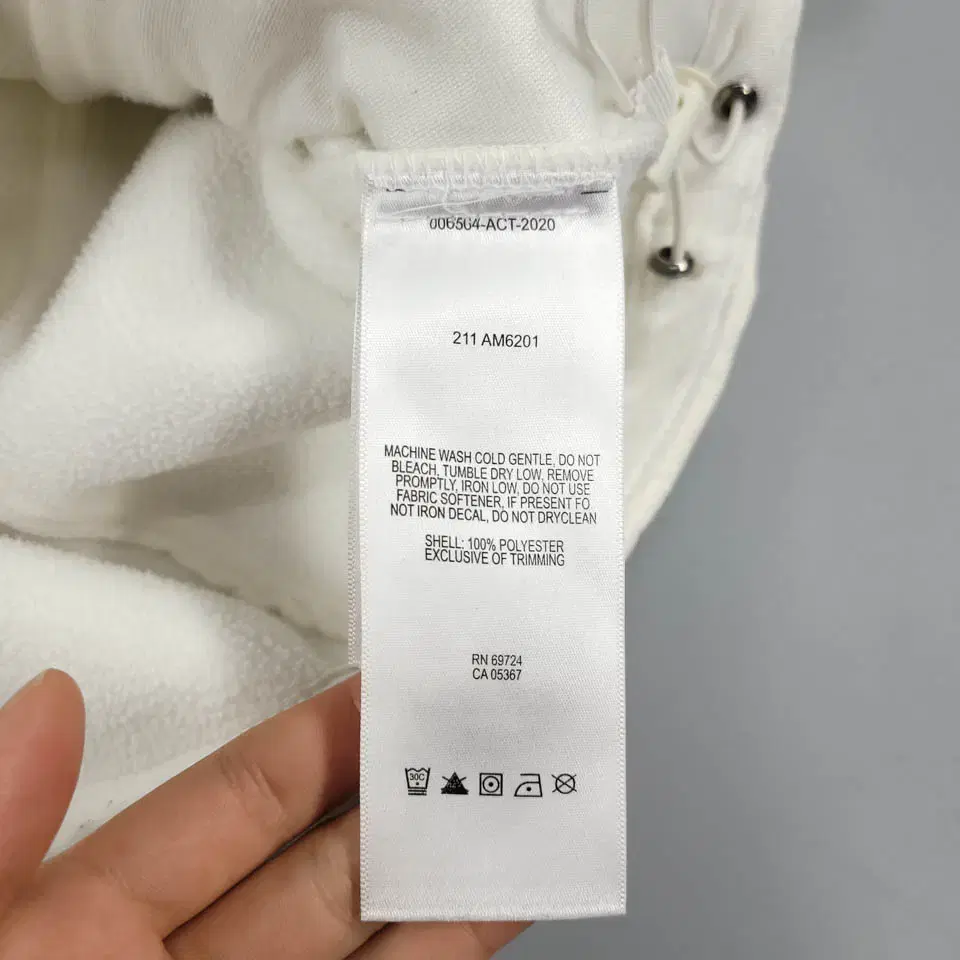 006504-ACT-2020
211 AM6201
MACHINE WASH COLD GENTLE, DO NOT
BLEACH, TUMBLE DRY LOW, REMOVE
PROMPTLY, IRON LOW, DO NOT USE
FABRIC SOFTENER, IF PRESENT FO
NOT IRON DECAL, DO NOT DRYCLEAN
SHELL: 100% POLYESTER
EXCLUSIVE OF TRIMMING
RN 69724
CA 05367
30C